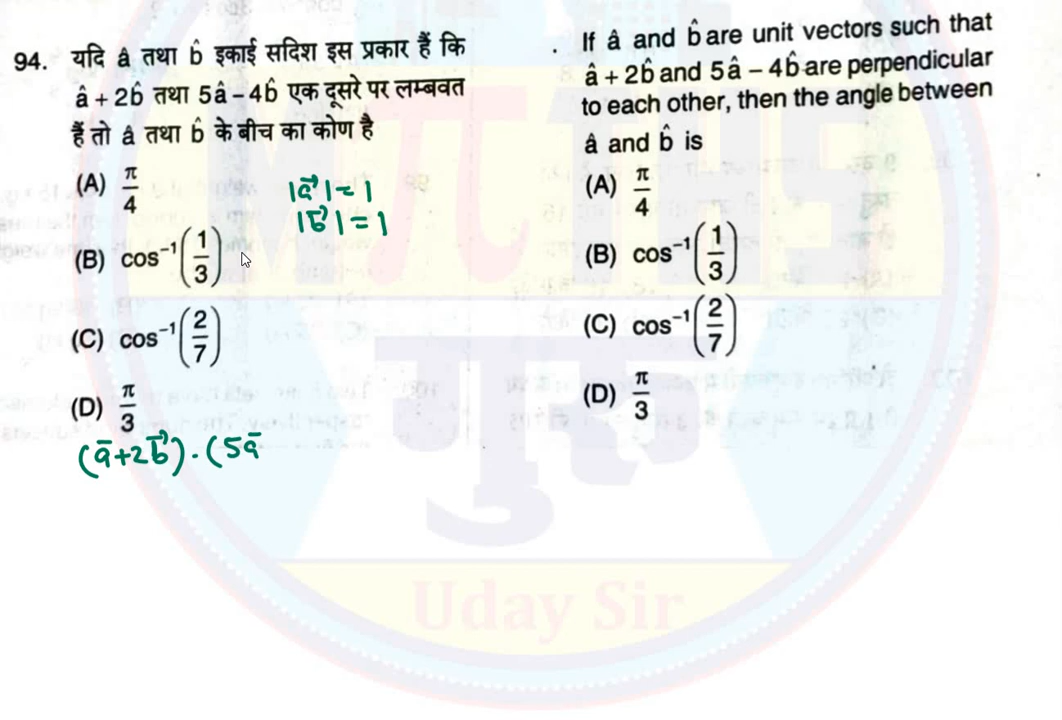 94. यदि â तथा b̂ इकाई सदिश इस प्रकार हैं कि
â + 2b̂ तथा 5â – 4b̂ एक दूसरे पर लम्बवत
हैं तो â तथा b̂ के बीच का कोण है
(A) π/4
(B) cos⁻¹(1/3)
(C) cos⁻¹(2/7)
(D) π/3
|a⃗| = 1
|b⃗| = 1
(ā+2b⃗) . (5ā
. If â and b̂ are unit vectors such that
â + 2b̂ and 5â – 4b̂ are perpendicular
to each other, then the angle between
â and b̂ is
(A) π/4
(B) cos⁻¹(1/3)
(C) cos⁻¹(2/7)
(D) π/3
गुरु
Uday Sir